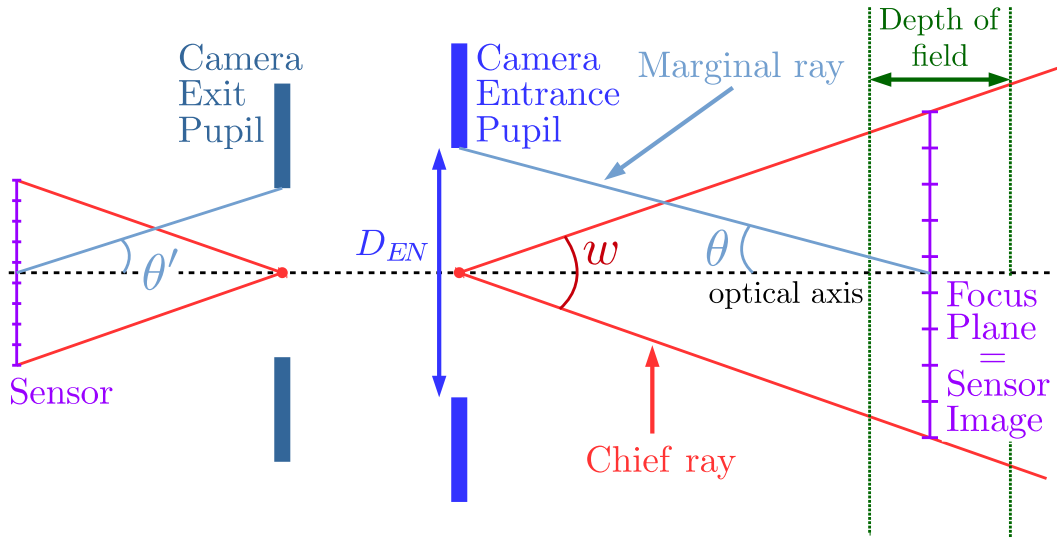 Camera
Exit
Pupil
Camera
Entrance
Pupil
Marginal ray
Depth of
field
θ'
D_EN
w
θ
optical axis
Sensor
Chief ray
Focus
Plane
=
Sensor
Image